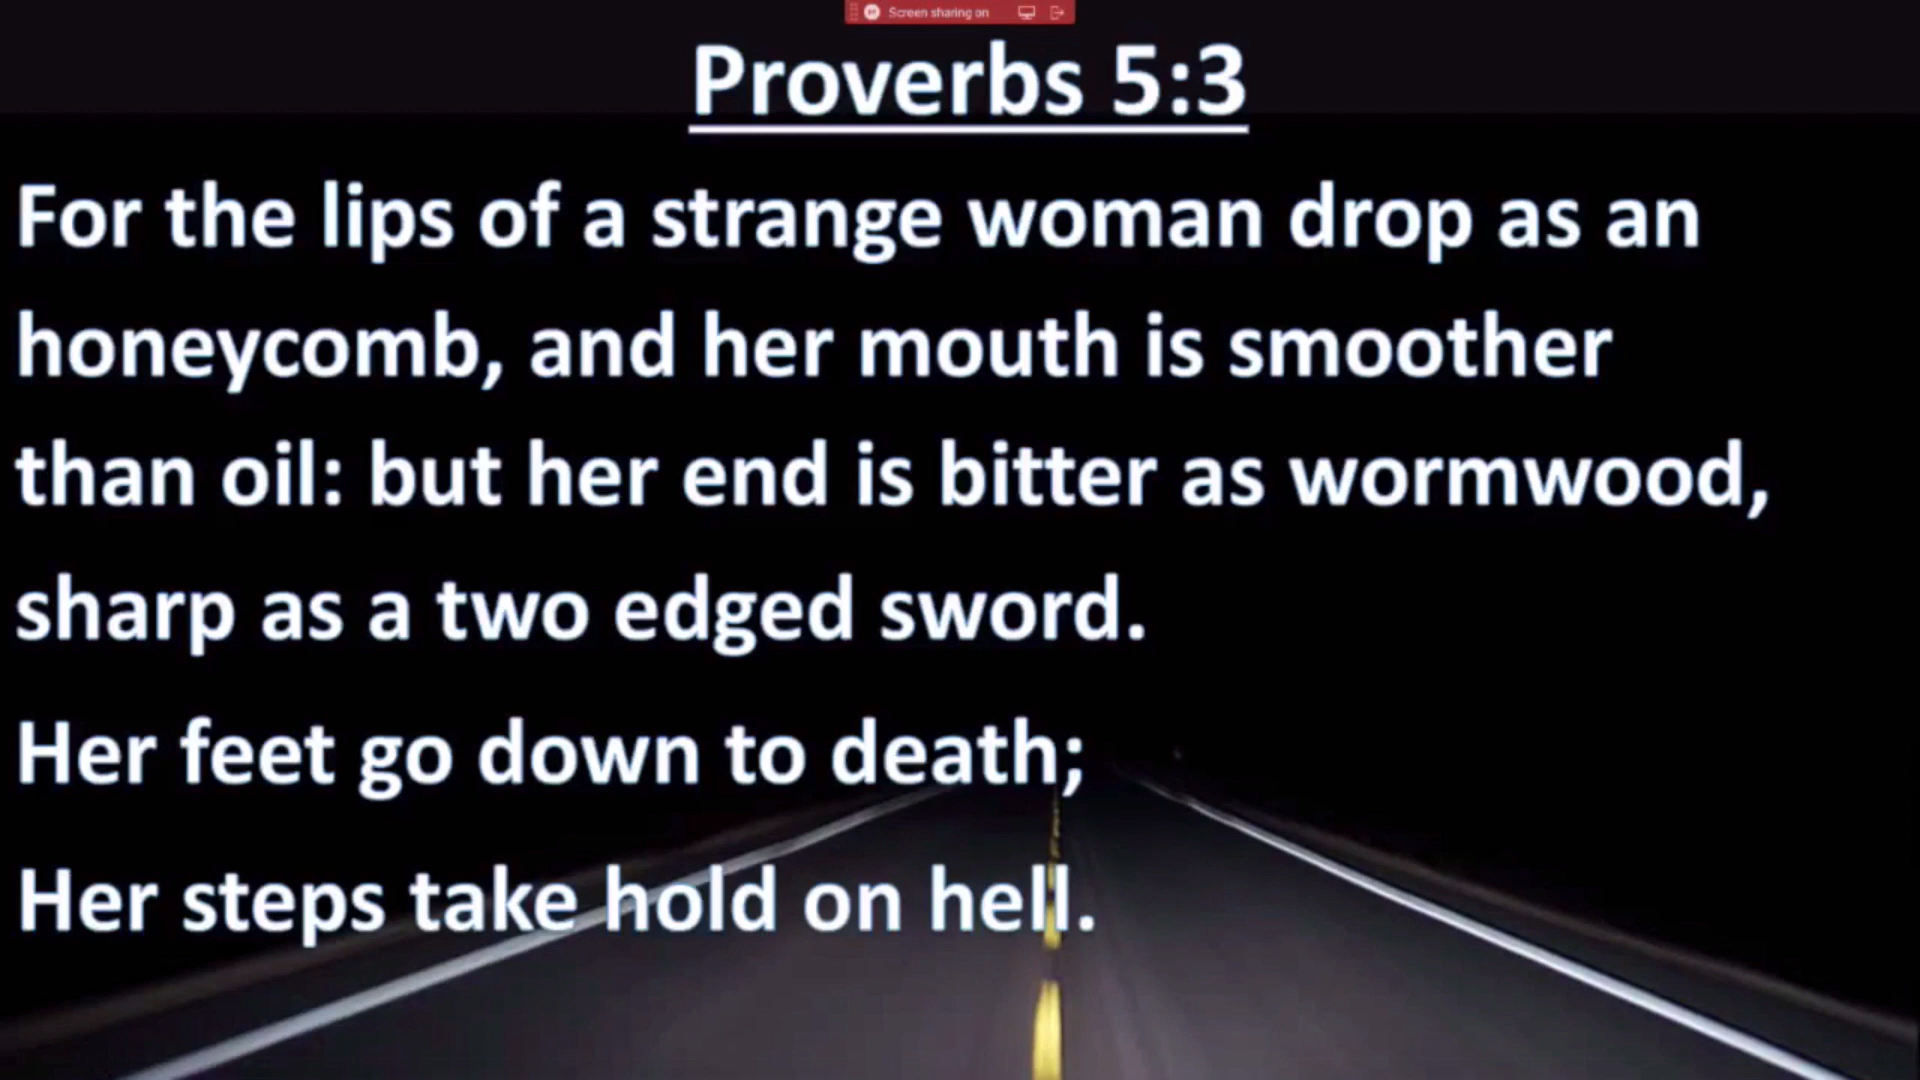 Screen sharing on
Proverbs 5:3
For the lips of a strange woman drop as an
honeycomb, and her mouth is smoother
than oil: but her end is bitter as wormwood,
sharp as a two edged sword.
Her feet go down to death;
Her steps take hold on hell.